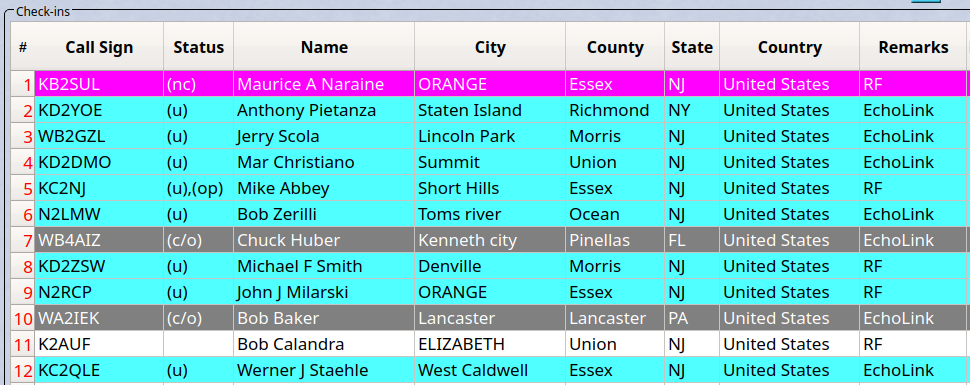 Check-ins
# Call Sign Status Name City County State Country Remarks
1 KB2SUL (nc) Maurice A Naraine ORANGE Essex NJ United States RF
2 KD2YOE (u) Anthony Pietanza Staten Island Richmond NY United States EchoLink
3 WB2GZL (u) Jerry Scola Lincoln Park Morris NJ United States EchoLink
4 KD2DMO (u) Mar Christiano Summit Union NJ United States EchoLink
5 KC2NJ (u),(op) Mike Abbey Short Hills Essex NJ United States RF
6 N2LMW (u) Bob Zerilli Toms river Ocean NJ United States EchoLink
7 WB4AIZ (c/o) Chuck Huber Kenneth city Pinellas FL United States EchoLink
8 KD2ZSW (u) Michael F Smith Denville Morris NJ United States RF
9 N2RCP (u) John J Milarski ORANGE Essex NJ United States RF
10 WA2IEK (c/o) Bob Baker Lancaster Lancaster PA United States EchoLink
11 K2AUF Bob Calandra ELIZABETH Union NJ United States RF
12 KC2QLE (u) Werner J Staehle West Caldwell Essex NJ United States EchoLink